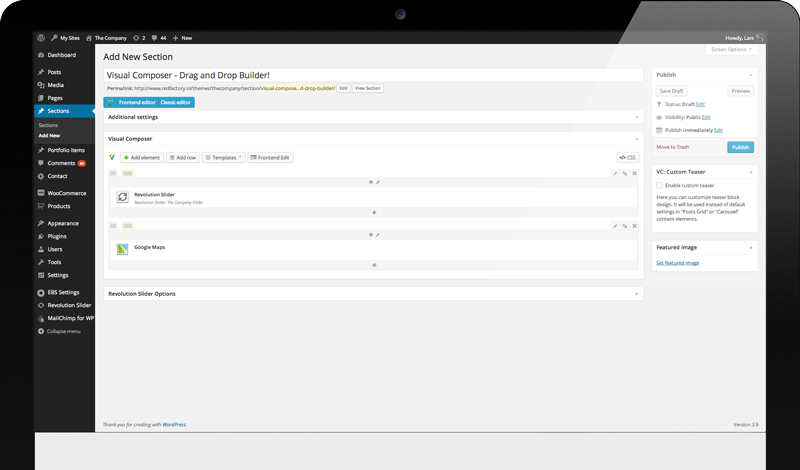 My Sites
The Company
2
44
New
Howdy, Lars
Dashboard
Posts
Media
Pages
Sections
Sections
Add New
Portfolio Items
Comments
Contact
WooCommerce
Products
Appearance
Plugins
Users
Tools
Settings
EBS Settings
Revolution Slider
MailChimp for WP
Collapse menu
Screen Options
Add New Section
Visual Composer - Drag and Drop Builder!
Permalink: http://www.redfactory.nl/themes/thecompany/section/visual-compose...d-drop-builder/ Edit View Section
Frontend editor Classic editor
Additional settings
Visual Composer
Add element Add row Templates Frontend Edit </> CSS
Revolution Slider
Revolution Slider: The Company Slider
Google Maps
Revolution Slider Options
Publish
Save Draft Preview
Status: Draft Edit
Visibility: Public Edit
Publish immediately Edit
Move to Trash Publish
VC: Custom Teaser
Enable custom teaser
Here you can customize teaser block
design. It will be used instead of default
settings in "Posts Grid" or "Carousel"
content elements.
Featured Image
Set featured image
Thank you for creating with WordPress.
Version 3.9